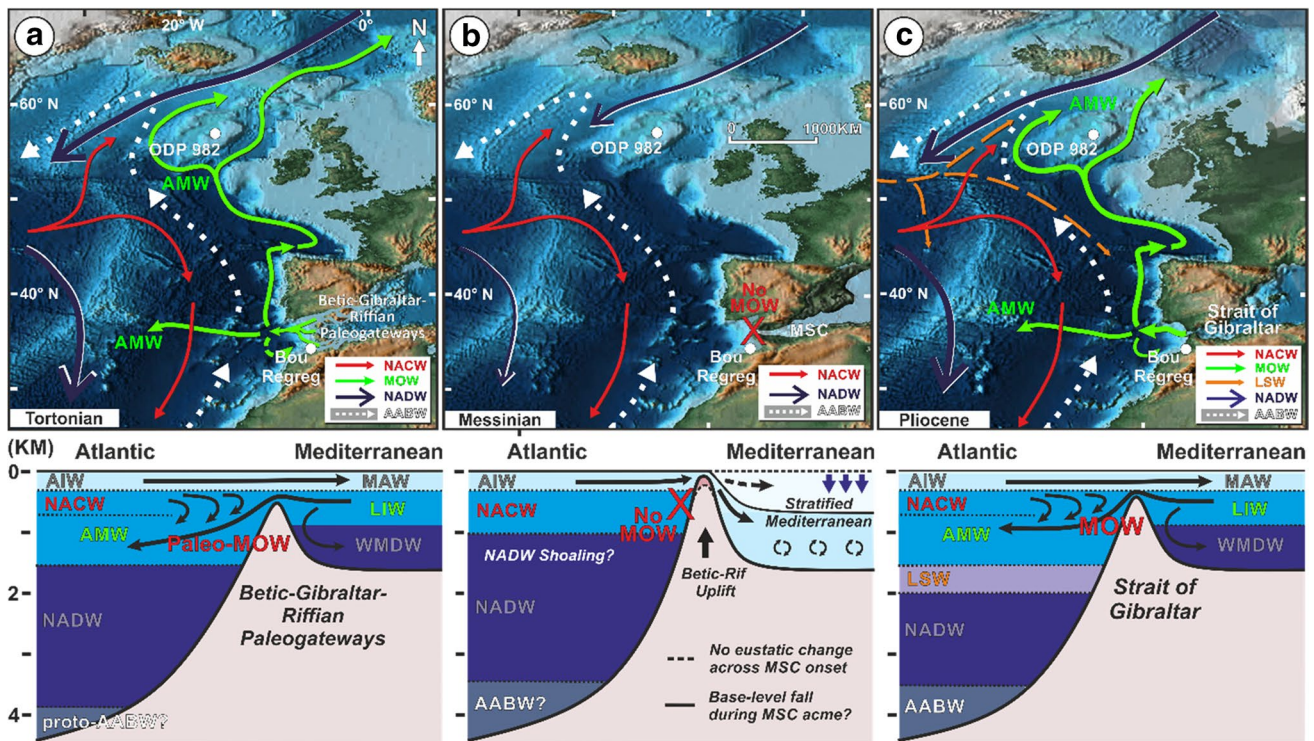 a
20° W
0°
N
60° N
ODP 982
AMW
40° N
Betic-Gibraltar-
Riffian
Paleogateways
AMW
Bou
Regreg
NACW
MOW
NADW
AABW
Tortonian
b
60° N
0 1000KM
ODP 982
40° N
No
MOW
X
MSC
Bou
Regreg
NACW
NADW
AABW
Messinian
c
60° N
AMW
ODP 982
40° N
AMW
Strait of
Gibraltar
Bou
Regreg
NACW
MOW
LSW
NADW
AABW
Pliocene
(KM)
Atlantic Mediterranean
0
2
4
AIW MAW
NACW
LIW
AMW
Paleo-MOW
WMDW
NADW
Betic-Gibraltar-
Riffian
Paleogateways
proto-AABW?
Atlantic Mediterranean
AIW
NACW
Stratified
No
MOW
Mediterranean
NADW Shoaling?
Betic-Rif
Uplift
NADW
No eustatic change
across MSC onset
AABW?
Base-level fall
during MSC acme?
Atlantic Mediterranean
AIW MAW
NACW
LIW
AMW
MOW
WMDW
LSW
Strait of
Gibraltar
NADW
AABW